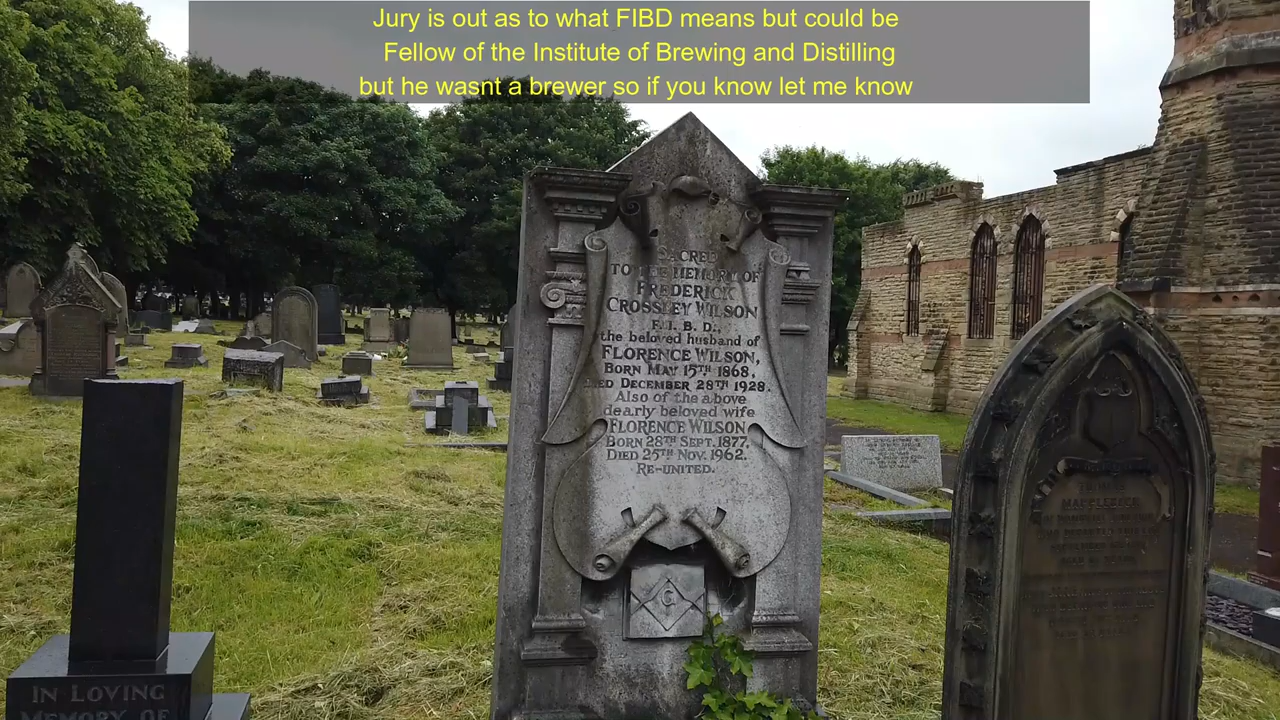 Jury is out as to what FIBD means but could be
Fellow of the Institute of Brewing and Distilling
but he wasnt a brewer so if you know let me know
SACRED
TO THE MEMORY OF
FREDERICK
CROSSLEY WILSON
F.I.B.D.,
the beloved husband of
FLORENCE WILSON,
BORN MAY 15TH 1868,
DIED DECEMBER 28TH 1928.
Also of the above
dearly beloved wife
FLORENCE WILSON
BORN 28TH SEPT. 1877.
DIED 25TH NOV. 1962.
RE-UNITED.
G
IN LOVING
MEMORY OF